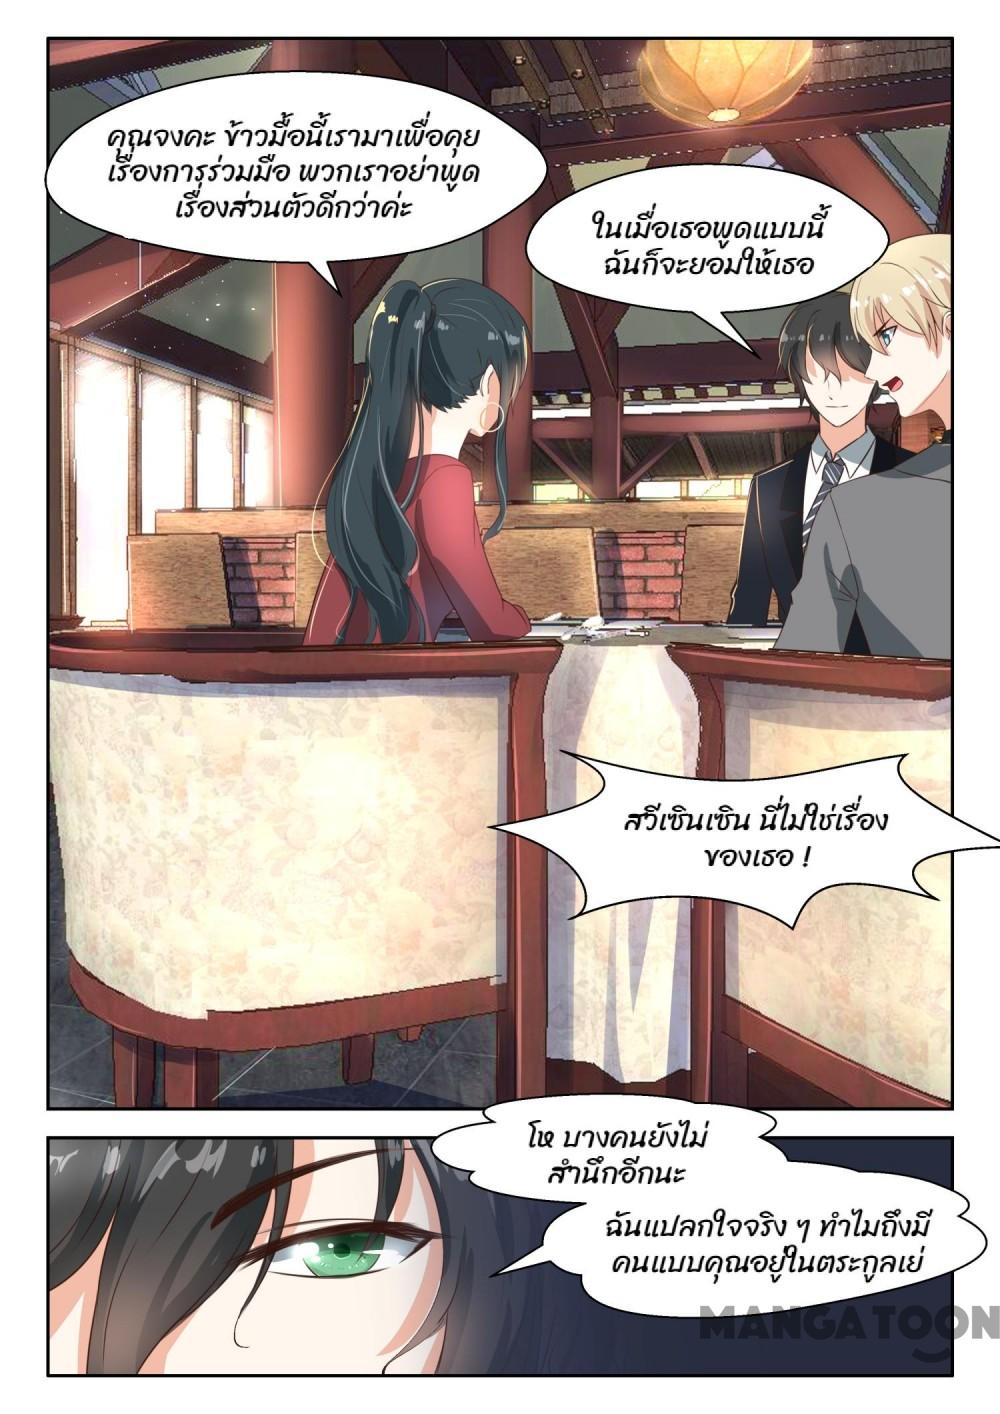 คุณจงคะ ข้าวมื้อนี้เรามาเพื่อคุย
เรื่องการร่วมมือ พวกเราอย่าพูด
เรื่องส่วนตัวดีกว่าค่ะ
ในเมื่อเธอพูดแบบนี้
ฉันก็จะยอมให้เธอ
สวีเซินเซิน นี่ไม่ใช่เรื่อง
ของเธอ !
โห บางคนยังไม่
สำนึกอีกนะ
ฉันแปลกใจจริง ๆ ทำไมถึงมี
คนแบบคุณอยู่ในตระกูลเย่
MANGATOON